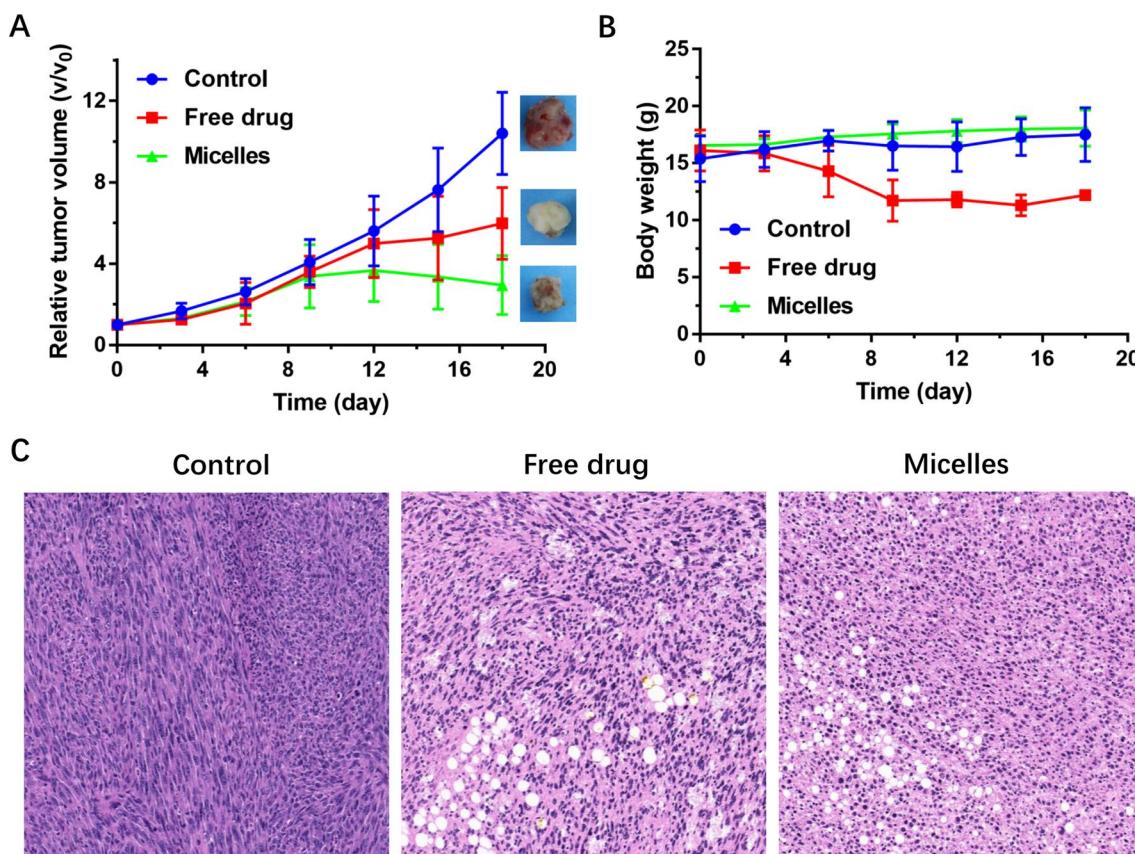 A
Relative tumor volume (v/v₀)
12
8
4
0
Control
Free drug
Micelles
0 4 8 12 16 20
Time (day)
B
Body weight (g)
25
20
15
10
5
0
Control
Free drug
Micelles
0 4 8 12 16 20
Time (day)
C
Control Free drug Micelles